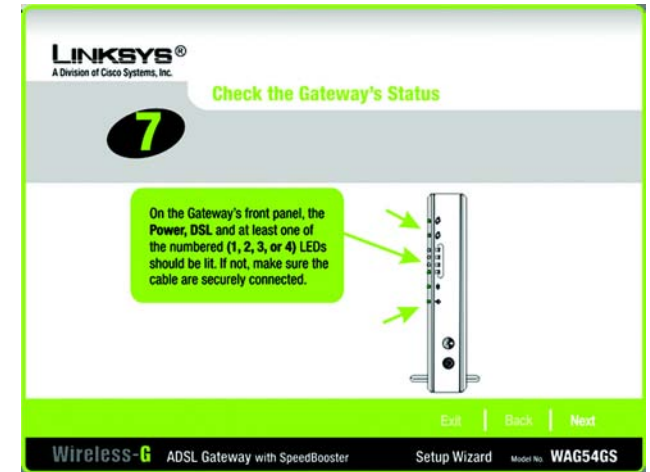 LINKSYS®
A Division of Cisco Systems, Inc.
Check the Gateway's Status
7
On the Gateway's front panel, the
Power, DSL and at least one of
the numbered (1, 2, 3, or 4) LEDs
should be lit. If not, make sure the
cable are securely connected.
Exit | Back | Next
Wireless-G ADSL Gateway with SpeedBooster Setup Wizard Model No. WAG54GS